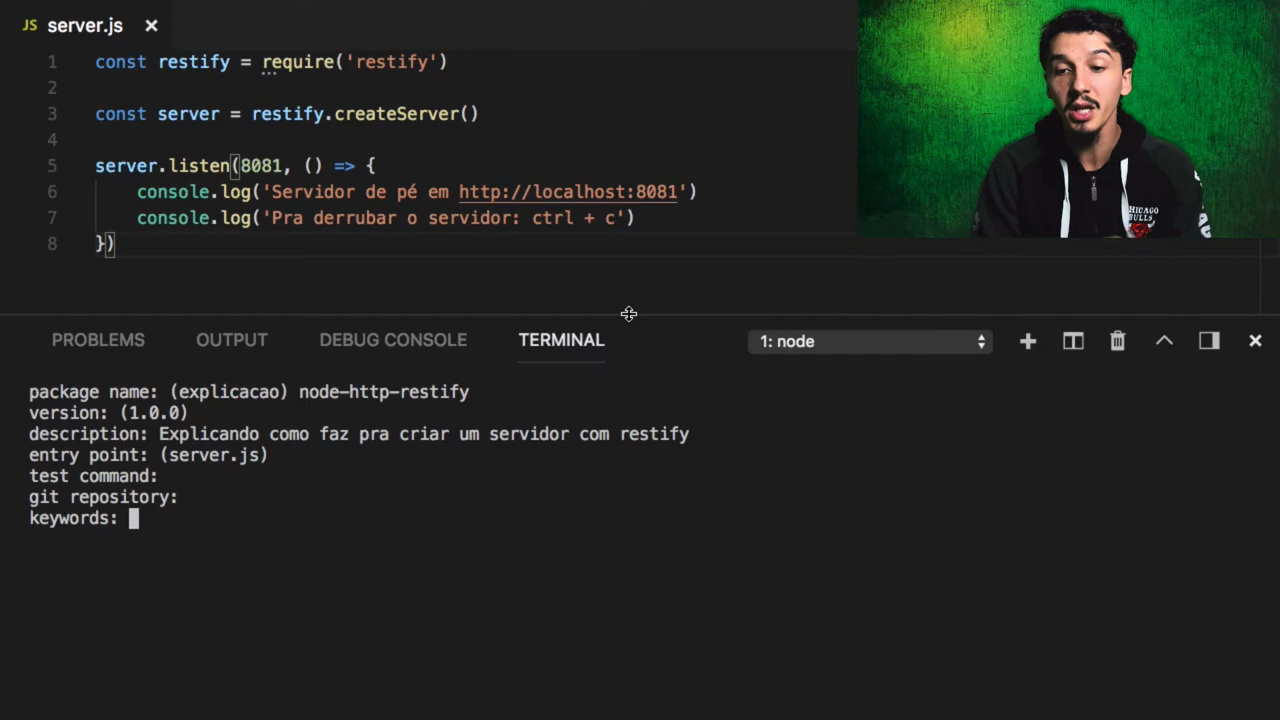 JS server.js ×
1 const restify = require('restify')
2
3 const server = restify.createServer()
4
5 server.listen(8081, () => {
6 console.log('Servidor de pé em http://localhost:8081')
7 console.log('Pra derrubar o servidor: ctrl + c')
8 })
CHICAGO
BULLS
PROBLEMS OUTPUT DEBUG CONSOLE TERMINAL 1: node
package name: (explicacao) node-http-restify
version: (1.0.0)
description: Explicando como faz pra criar um servidor com restify
entry point: (server.js)
test command:
git repository:
keywords: